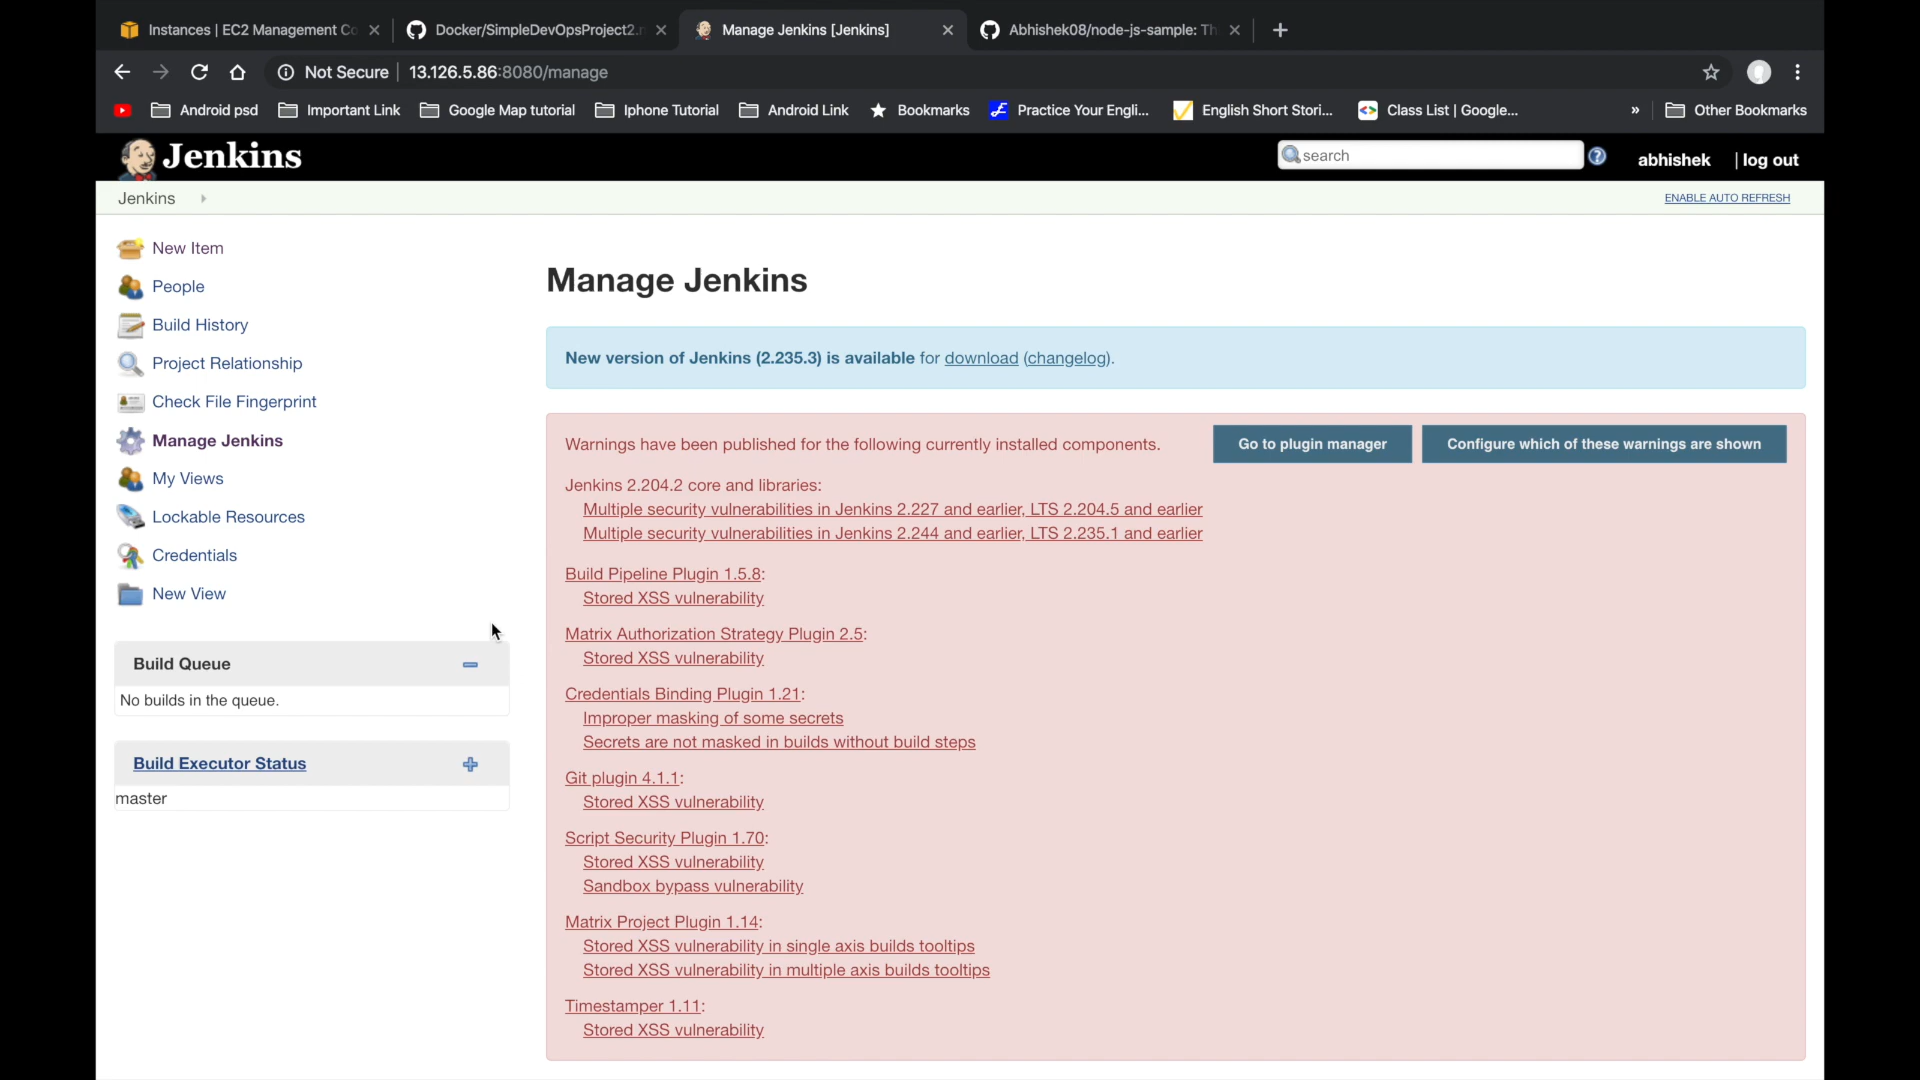 Instances | EC2 Management Co
Docker/SimpleDevOpsProject2.m
Manage Jenkins [Jenkins]
Abhishek08/node-js-sample: Th
Not Secure
13.126.5.86:8080/manage
Android psd
Important Link
Google Map tutorial
Iphone Tutorial
Android Link
Bookmarks
Practice Your Engli...
English Short Stori...
Class List | Google...
»
Other Bookmarks
Jenkins
search
abhishek
| log out
Jenkins
ENABLE AUTO REFRESH
New Item
People
Build History
Project Relationship
Check File Fingerprint
Manage Jenkins
My Views
Lockable Resources
Credentials
New View
Build Queue
No builds in the queue.
Build Executor Status
master
Manage Jenkins
New version of Jenkins (2.235.3) is available for download (changelog).
Warnings have been published for the following currently installed components.
Go to plugin manager
Configure which of these warnings are shown
Jenkins 2.204.2 core and libraries:
Multiple security vulnerabilities in Jenkins 2.227 and earlier, LTS 2.204.5 and earlier
Multiple security vulnerabilities in Jenkins 2.244 and earlier, LTS 2.235.1 and earlier
Build Pipeline Plugin 1.5.8:
Stored XSS vulnerability
Matrix Authorization Strategy Plugin 2.5:
Stored XSS vulnerability
Credentials Binding Plugin 1.21:
Improper masking of some secrets
Secrets are not masked in builds without build steps
Git plugin 4.1.1:
Stored XSS vulnerability
Script Security Plugin 1.70:
Stored XSS vulnerability
Sandbox bypass vulnerability
Matrix Project Plugin 1.14:
Stored XSS vulnerability in single axis builds tooltips
Stored XSS vulnerability in multiple axis builds tooltips
Timestamper 1.11:
Stored XSS vulnerability